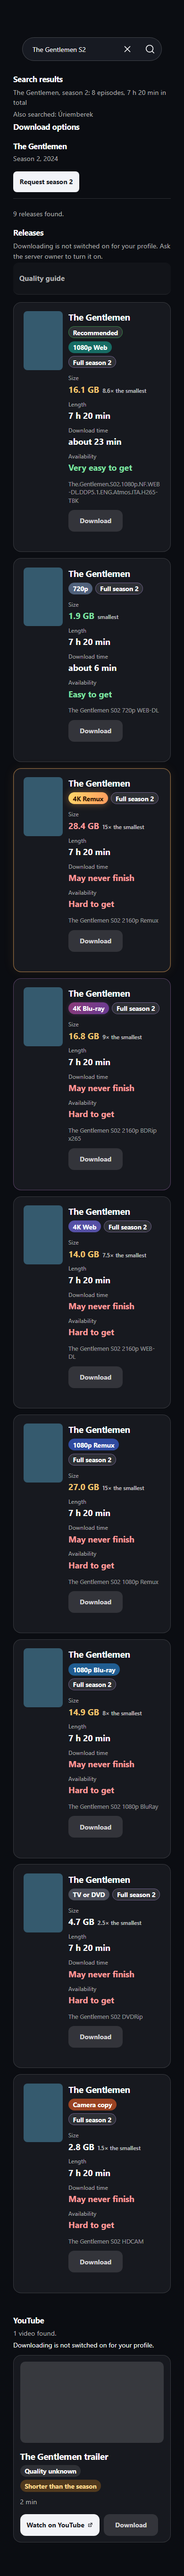 The Gentlemen S2
Search results
The Gentlemen, season 2: 8 episodes, 7 h 20 min in
total
Also searched: Úriemberek
Download options
The Gentlemen
Season 2, 2024
Request season 2
9 releases found.
Releases
Downloading is not switched on for your profile. Ask
the server owner to turn it on.
Quality guide
The Gentlemen
Recommended
1080p Web
Full season 2
Size
16.1 GB 8.6× the smallest
Length
7 h 20 min
Download time
about 23 min
Availability
Very easy to get
The.Gentlemen.S02.1080p.NF.WEB
-DL.DDP5.1.ENG.Atmos.ITA.H265-
TBK
Download
The Gentlemen
720p Full season 2
Size
1.9 GB smallest
Length
7 h 20 min
Download time
about 6 min
Availability
Easy to get
The Gentlemen S02 720p WEB-DL
Download
The Gentlemen
4K Remux Full season 2
Size
28.4 GB 15× the smallest
Length
7 h 20 min
Download time
May never finish
Availability
Hard to get
The Gentlemen S02 2160p Remux
Download
The Gentlemen
4K Blu-ray Full season 2
Size
16.8 GB 9× the smallest
Length
7 h 20 min
Download time
May never finish
Availability
Hard to get
The Gentlemen S02 2160p BDRip
x265
Download
The Gentlemen
4K Web Full season 2
Size
14.0 GB 7.5× the smallest
Length
7 h 20 min
Download time
May never finish
Availability
Hard to get
The Gentlemen S02 2160p WEB-
DL
Download
The Gentlemen
1080p Remux
Full season 2
Size
27.0 GB 15× the smallest
Length
7 h 20 min
Download time
May never finish
Availability
Hard to get
The Gentlemen S02 1080p Remux
Download
The Gentlemen
1080p Blu-ray
Full season 2
Size
14.9 GB 8× the smallest
Length
7 h 20 min
Download time
May never finish
Availability
Hard to get
The Gentlemen S02 1080p BluRay
Download
The Gentlemen
TV or DVD Full season 2
Size
4.7 GB 2.5× the smallest
Length
7 h 20 min
Download time
May never finish
Availability
Hard to get
The Gentlemen S02 DVDRip
Download
The Gentlemen
Camera copy
Full season 2
Size
2.8 GB 1.5× the smallest
Length
7 h 20 min
Download time
May never finish
Availability
Hard to get
The Gentlemen S02 HDCAM
Download
YouTube
1 video found.
Downloading is not switched on for your profile.
The Gentlemen trailer
Quality unknown
Shorter than the season
2 min
Watch on YouTube Download